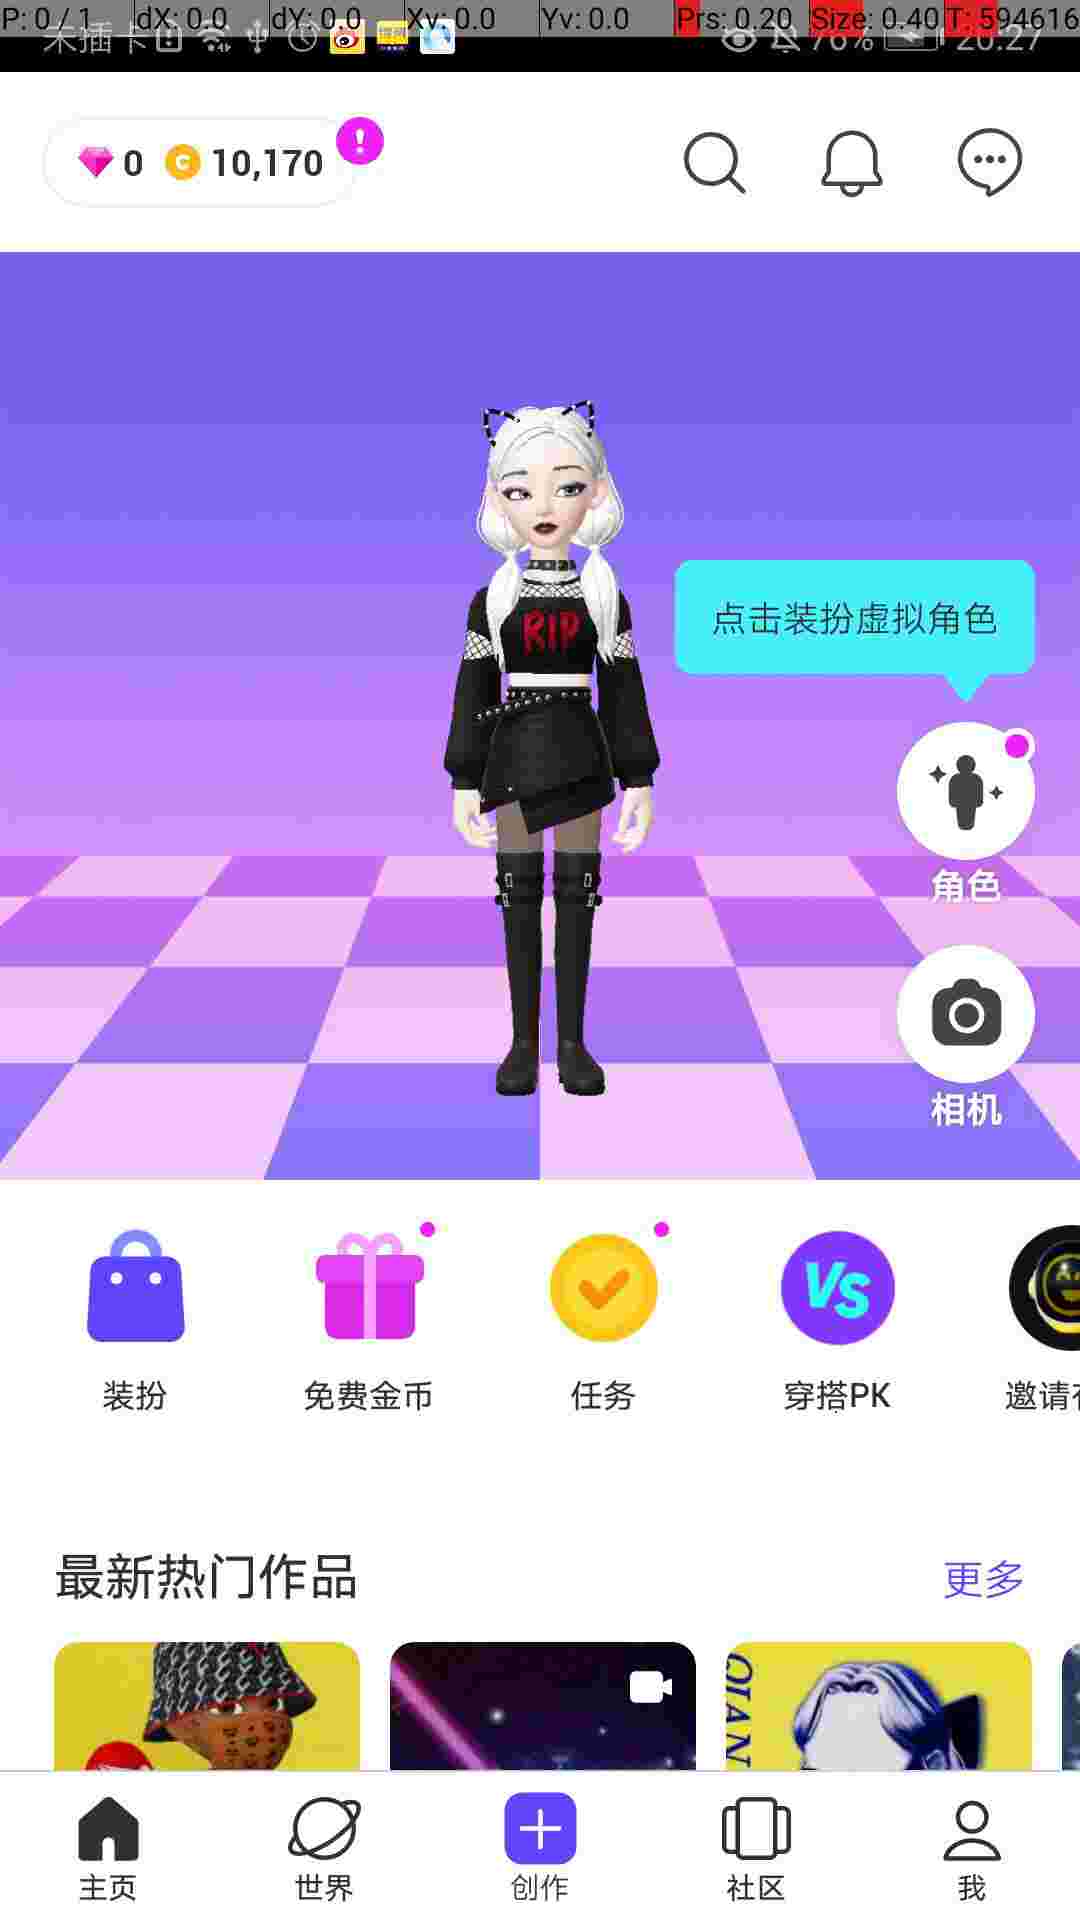 P: 0 / 1 dX: 0.0 dY: 0.0 Xv: 0.0 Yv: 0.0 Prs: 0.20 Size: 0.40 T: 594616
未插卡 76% 20:27
0 C 10,170 !
RIP
点击装扮虚拟角色
角色
相机
VS
装扮 免费金币 任务 穿搭PK 邀请
最新热门作品 更多
QIAN
主页 世界 创作 社区 我